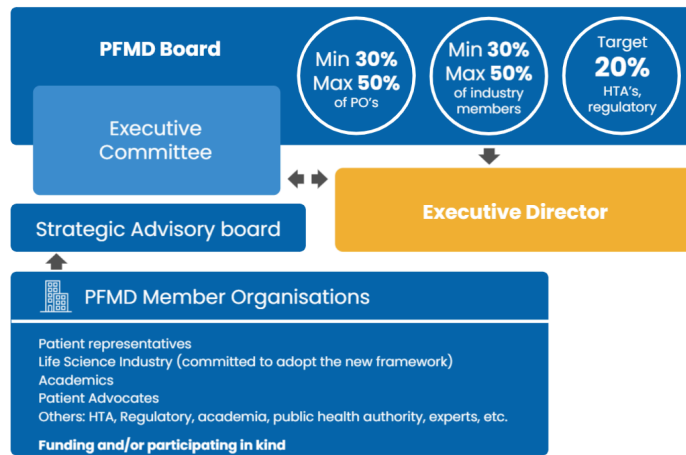 PFMD Board
Min 30%
Max 50%
of PO's
Min 30%
Max 50%
of industry
members
Target
20%
HTA's,
regulatory
Executive
Committee
Executive Director
Strategic Advisory board
PFMD Member Organisations
Patient representatives
Life Science Industry (committed to adopt the new framework)
Academics
Patient Advocates
Others: HTA, Regulatory, academia, public health authority, experts, etc.
Funding and/or participating in kind